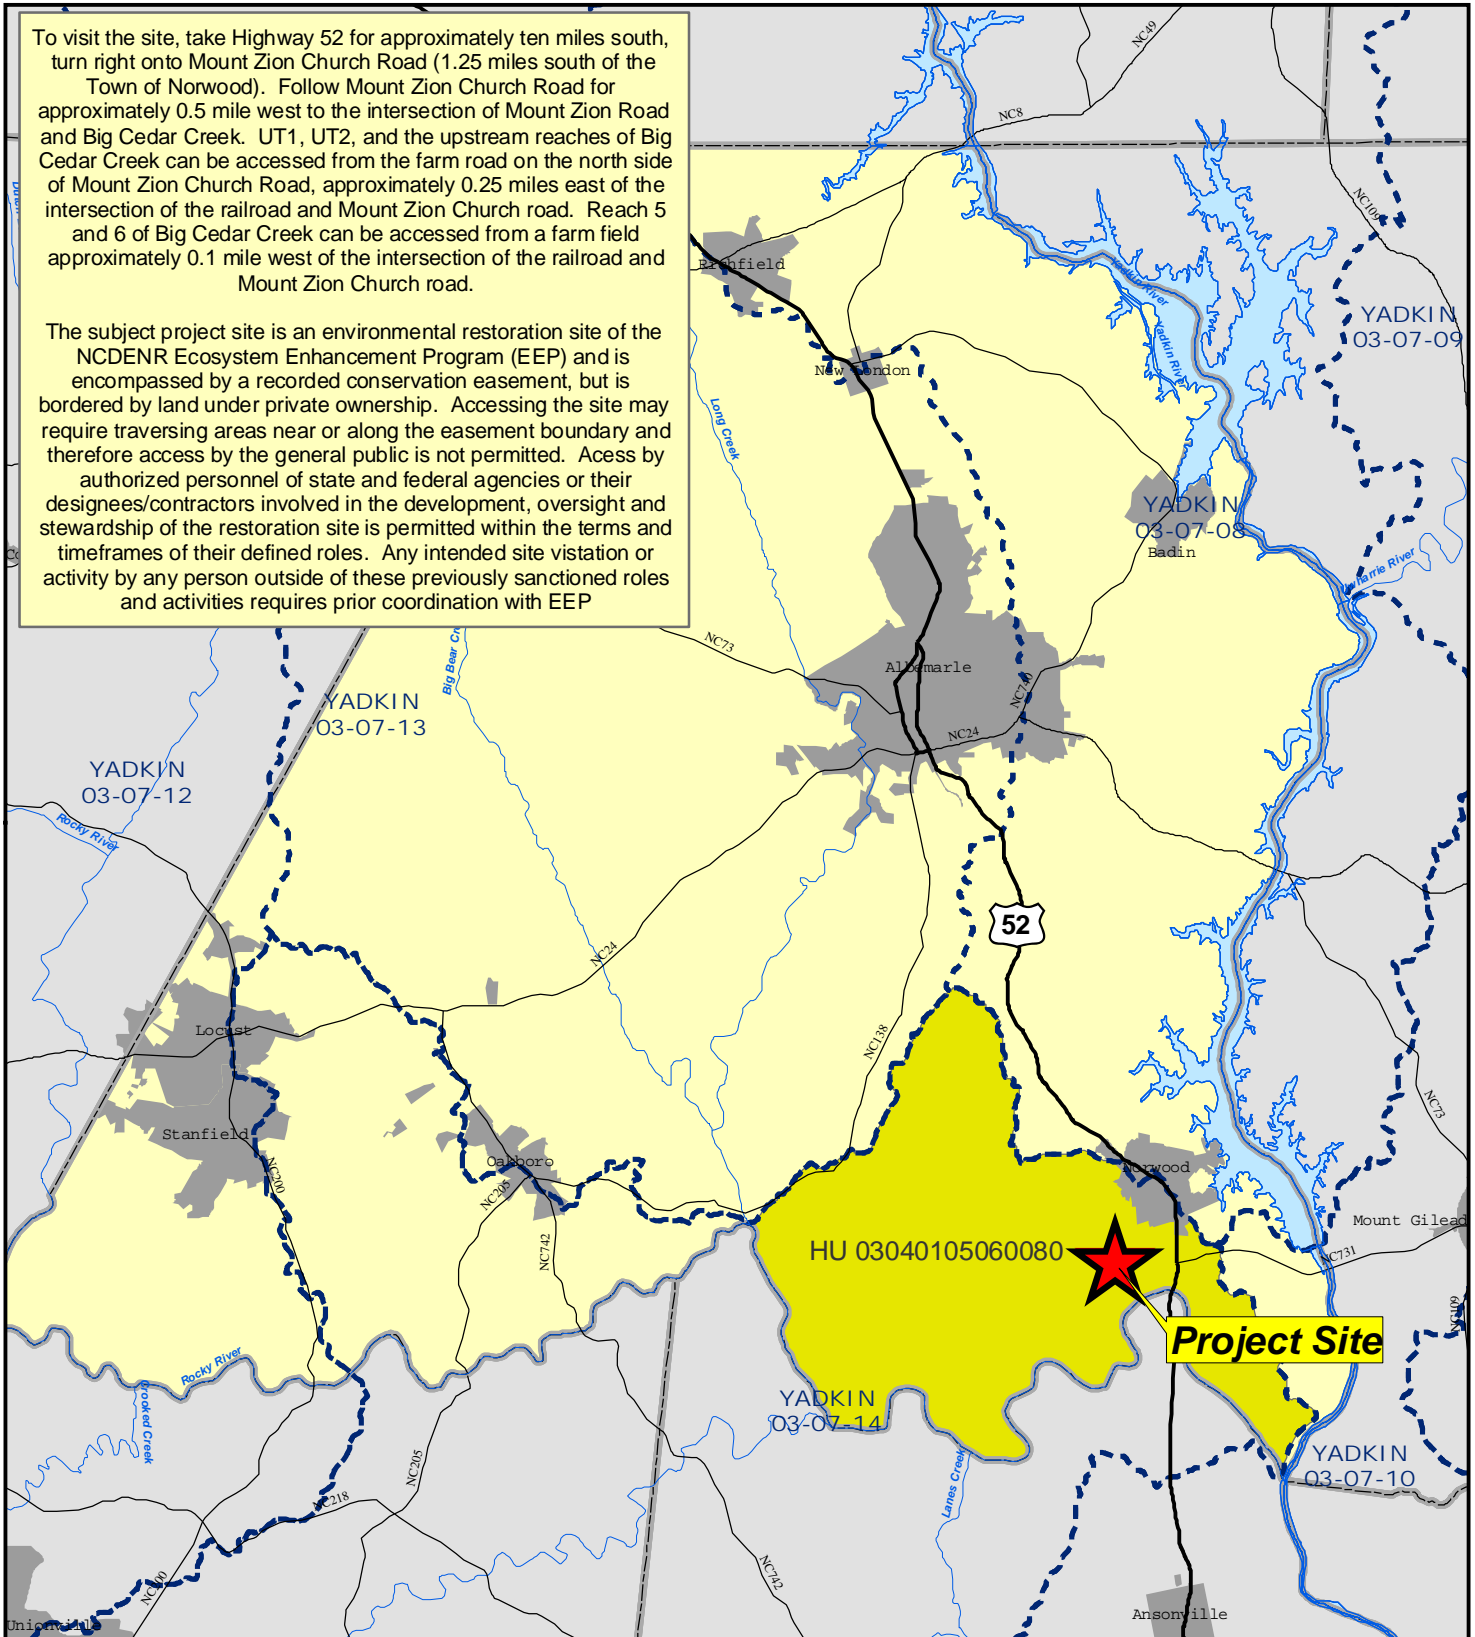 To visit the site, take Highway 52 for approximately ten miles south,
turn right onto Mount Zion Church Road (1.25 miles south of the
Town of Norwood). Follow Mount Zion Church Road for
approximately 0.5 mile west to the intersection of Mount Zion Road
and Big Cedar Creek. UT1, UT2, and the upstream reaches of Big
Cedar Creek can be accessed from the farm road on the north side
of Mount Zion Church Road, approximately 0.25 miles east of the
intersection of the railroad and Mount Zion Church road. Reach 5
and 6 of Big Cedar Creek can be accessed from a farm field
approximately 0.1 mile west of the intersection of the railroad and
Mount Zion Church road.
The subject project site is an environmental restoration site of the
NCDENR Ecosystem Enhancement Program (EEP) and is
encompassed by a recorded conservation easement, but is
bordered by land under private ownership. Accessing the site may
require traversing areas near or along the easement boundary and
therefore access by the general public is not permitted. Acess by
authorized personnel of state and federal agencies or their
designees/contractors involved in the development, oversight and
stewardship of the restoration site is permitted within the terms and
timeframes of their defined roles. Any intended site vistation or
activity by any person outside of these previously sanctioned roles
and activities requires prior coordination with EEP
NC49
NC8
NC109
Richfield
Yadkin River
Yadkin River
YADKIN
03-07-09
New London
Long Creek
YADKIN
03-07-08
Badin
Uwharrie River
NC73
Big Bear
Albemarle
NC740
NC24
YADKIN
03-07-13
YADKIN
03-07-12
Rocky River
52
NC24
Locust
NC138
Stanfield
NC200
Oakboro
NC205
NC742
Norwood
NC73
Mount Gilead
NC731
HU 03040105060080
NC109
Project Site
Rocky River
Crooked Creek
YADKIN
03-07-14
Lanes Creek
YADKIN
03-07-10
NC205
NC218
NC200
NC742
Unionville
Ansonville